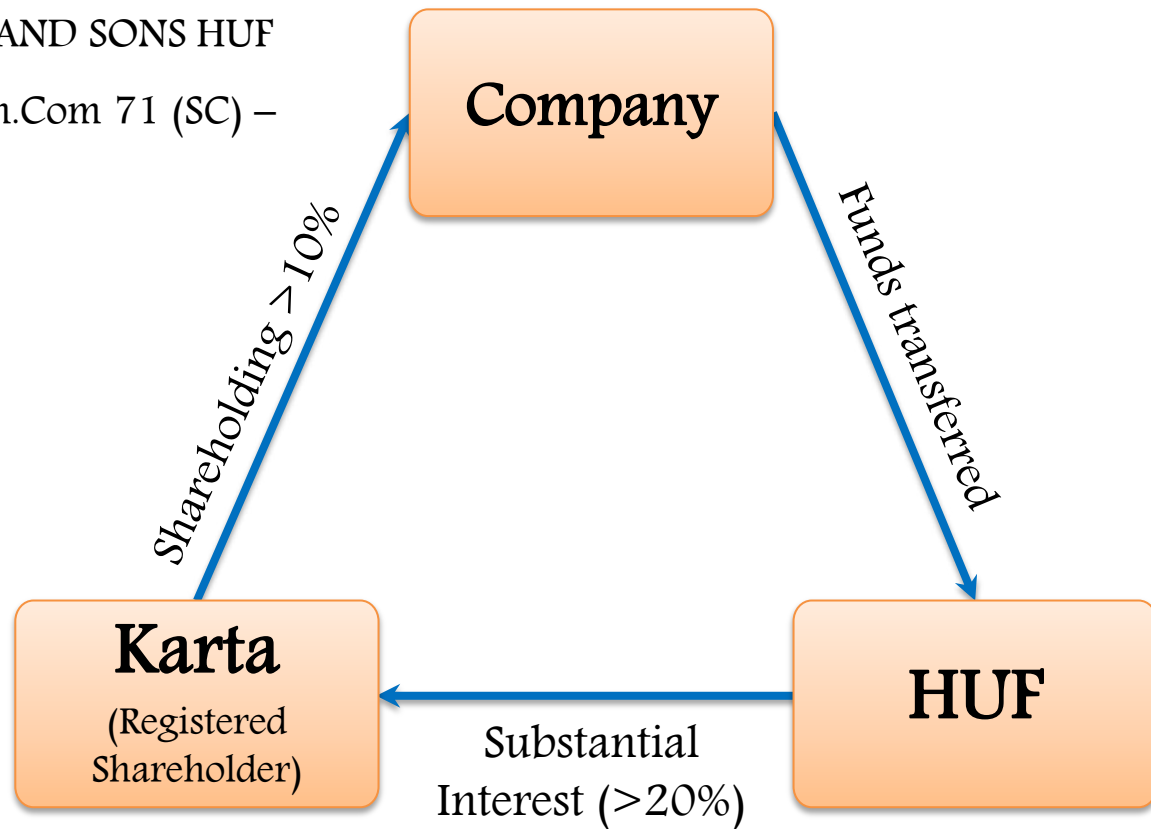 AND SONS HUF
n.Com 71 (SC) –
Company
Shareholding > 10%
Funds transferred
Karta
(Registered
Shareholder)
HUF
Substantial
Interest (>20%)